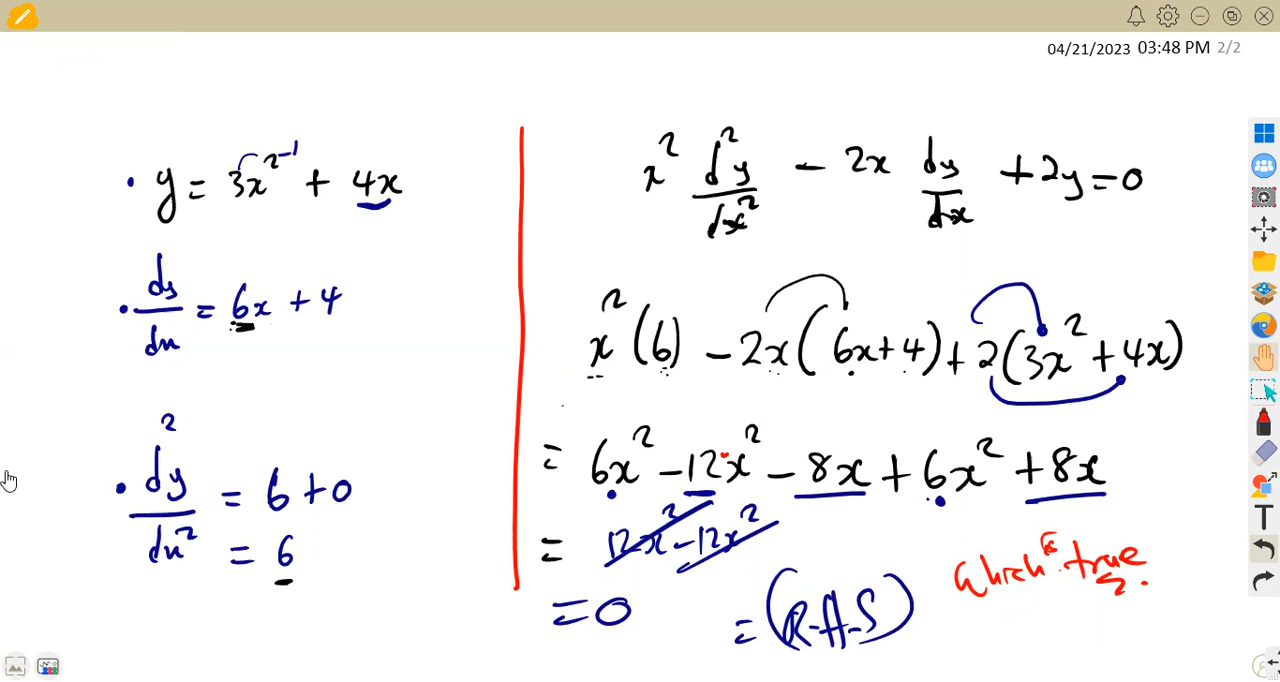 04/21/2023 03:48 PM 2/2
• y = 3x²⁻¹ + 4x
• dy/dx = 6x + 4
• d²y/dx² = 6 + 0
= 6
x² d²y/dx² - 2x dy/dx + 2y = 0
x²(6) - 2x(6x+4) + 2(3x² + 4x)
= 6x² - 12x² - 8x + 6x² + 8x
= 12x² - 12x²
= 0 = (R-H-S)
which is true.
T